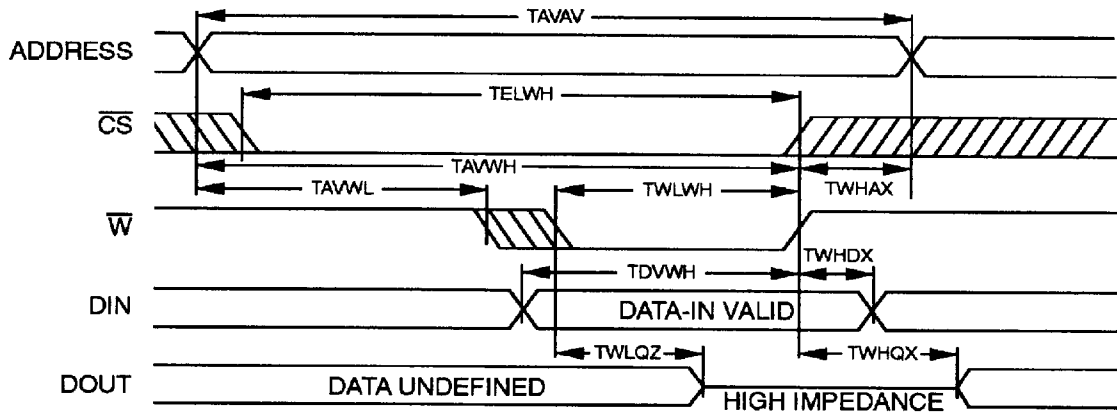 TAVAV
ADDRESS
TELWH
CS
TAVWH
TAVWL
TWLWH
TWHAX
W
TWHDX
TDVWH
DIN
DATA-IN VALID
TWLQZ
TWHQX
DOUT
DATA UNDEFINED
HIGH IMPEDANCE